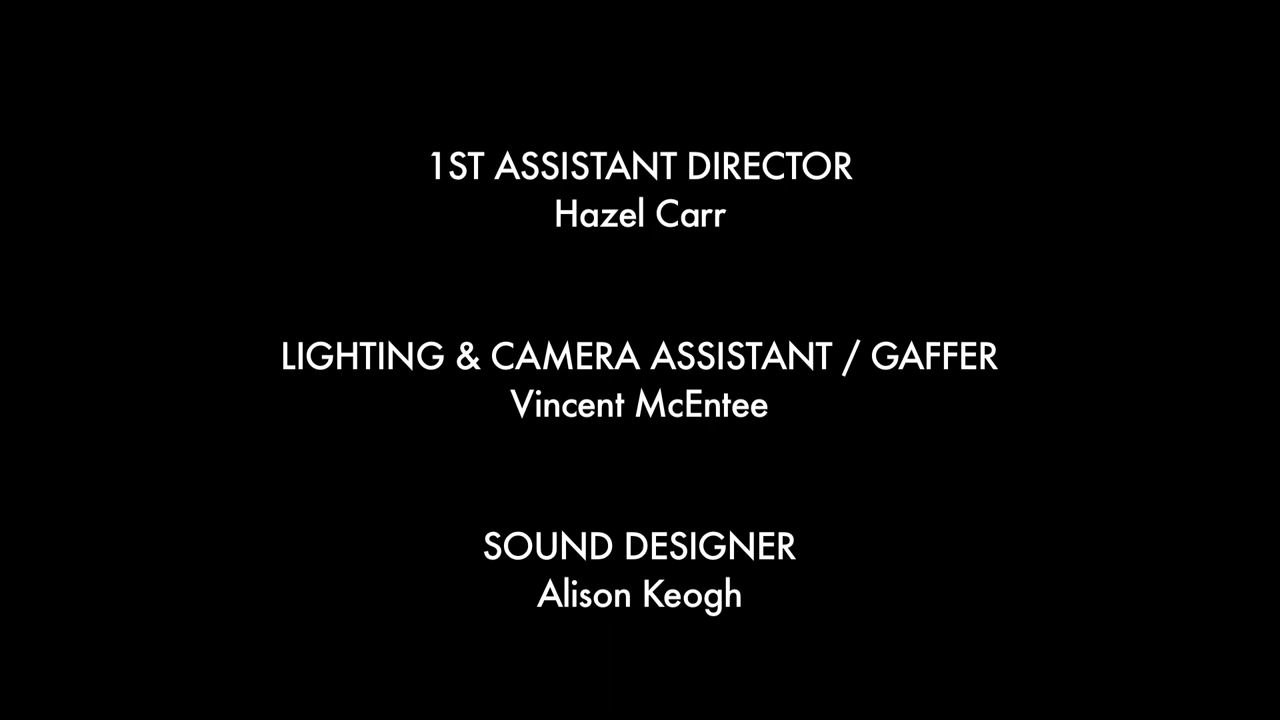 1ST ASSISTANT DIRECTOR
Hazel Carr
LIGHTING & CAMERA ASSISTANT / GAFFER
Vincent McEntee
SOUND DESIGNER
Alison Keogh